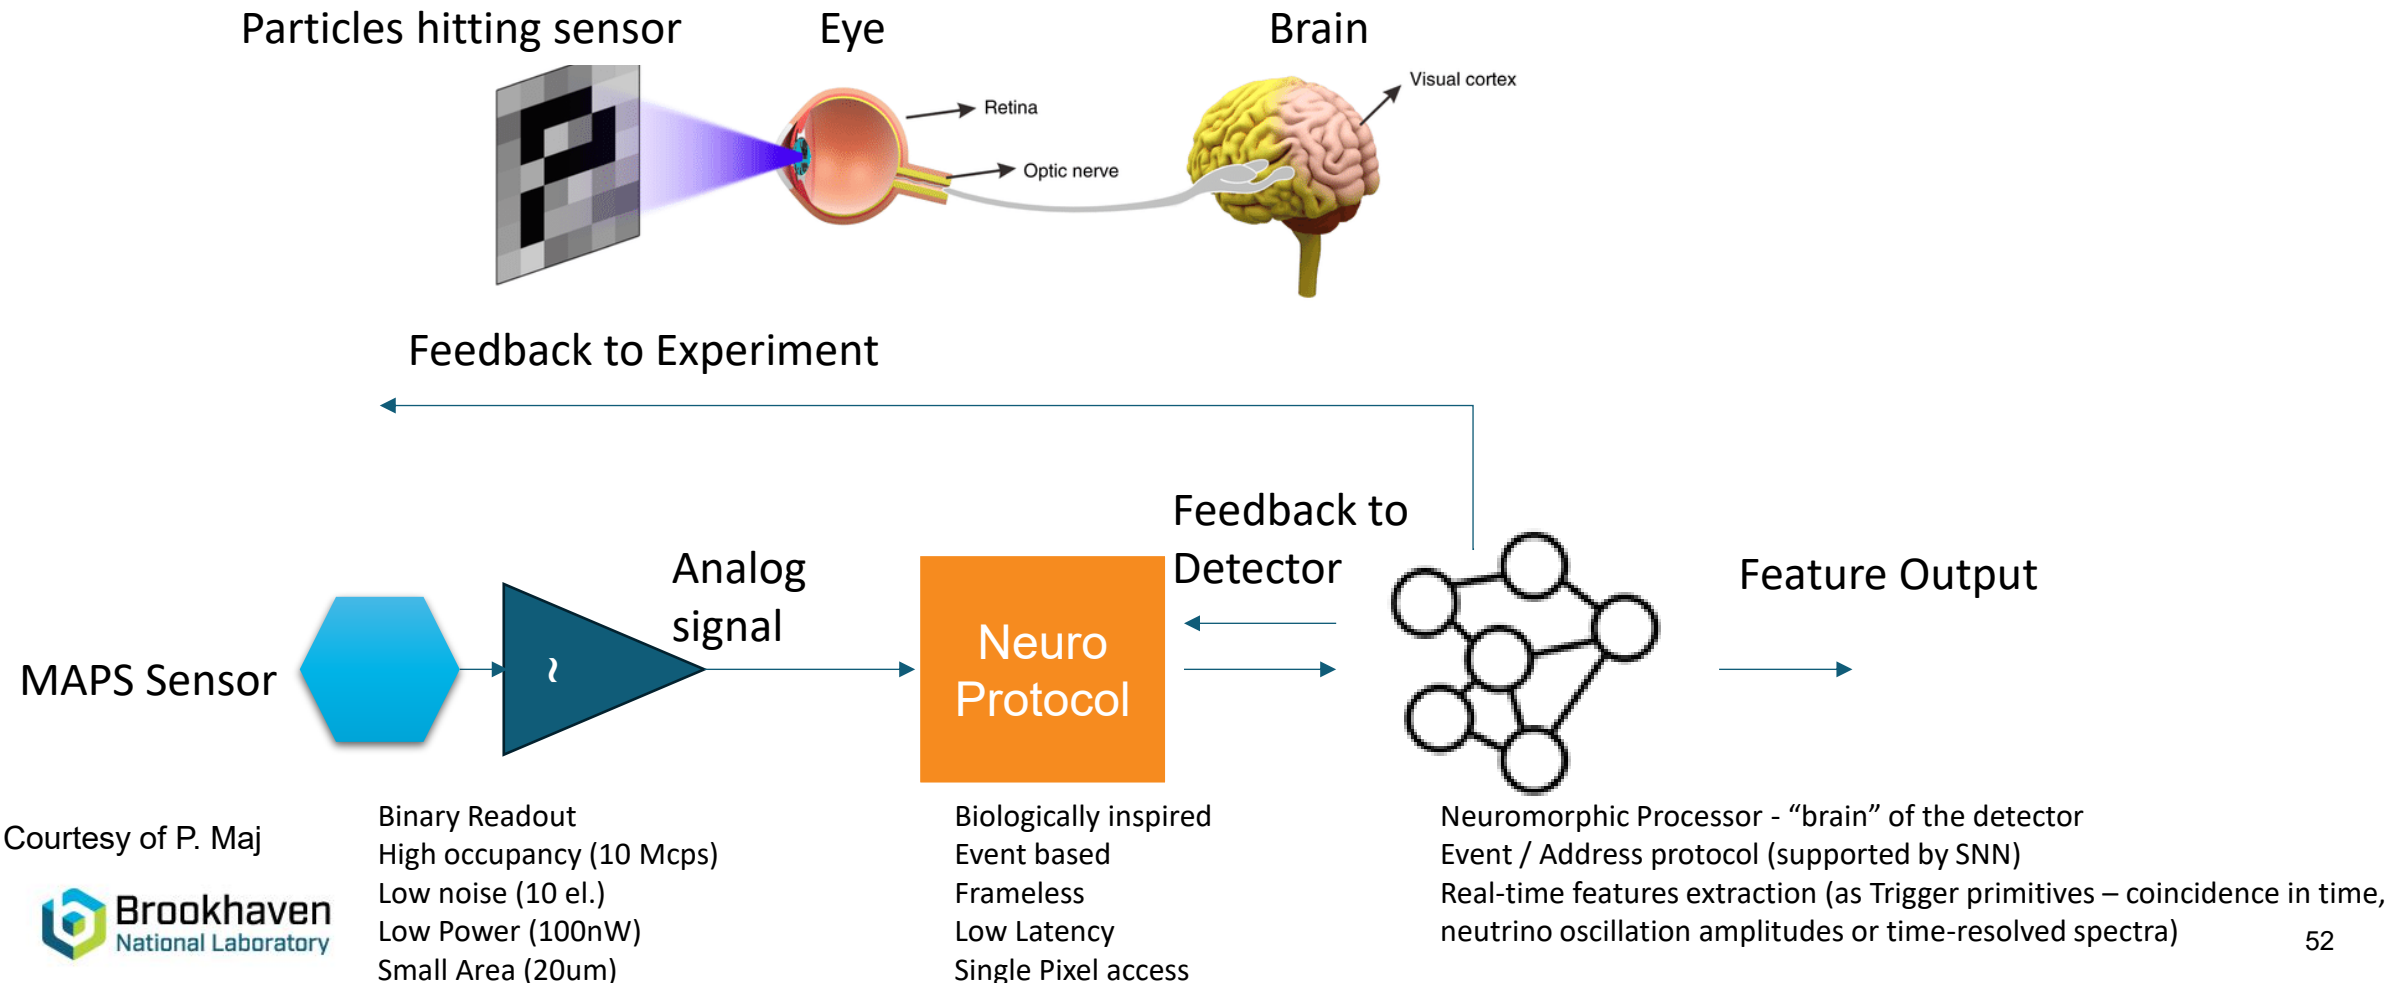 Particles hitting sensor
Eye
Brain
Visual cortex
Retina
Optic nerve
Feedback to Experiment
Feedback to
Detector
Analog
signal
Feature Output
Neuro
Protocol
MAPS Sensor
~
Courtesy of P. Maj
Brookhaven
National Laboratory
Binary Readout
High occupancy (10 Mcps)
Low noise (10 el.)
Low Power (100nW)
Small Area (20um)
Biologically inspired
Event based
Frameless
Low Latency
Single Pixel access
Neuromorphic Processor - “brain” of the detector
Event / Address protocol (supported by SNN)
Real-time features extraction (as Trigger primitives – coincidence in time,
neutrino oscillation amplitudes or time-resolved spectra)
52